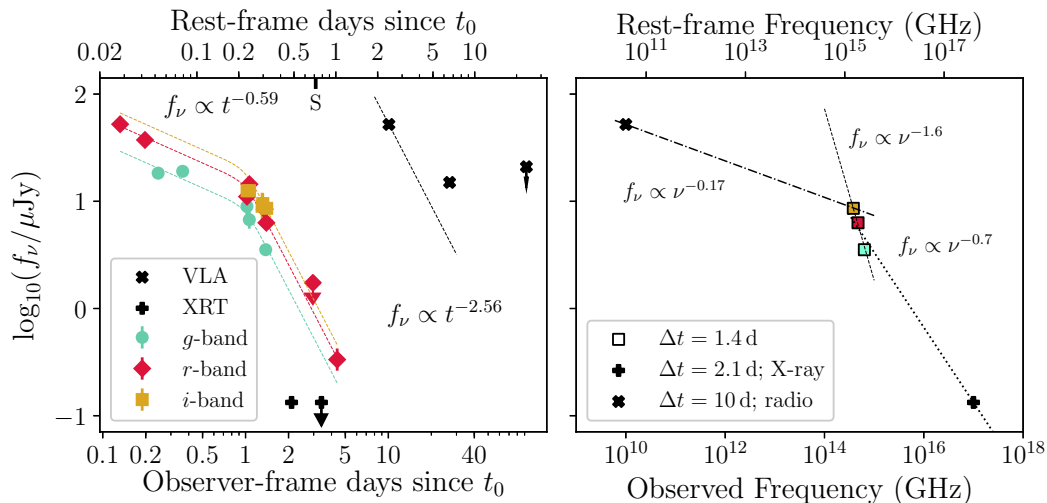 Rest-frame days since t₀
0.02 0.1 0.2 0.7 1 2 7 10
S
f_ν ∝ t^−0.59
f_ν ∝ t^−2.56
log₁₀(f_ν/μJy)
2
1
0
−1
VLA
XRT
g-band
r-band
i-band
0.1 0.2 0.5 1 2 5 10 40
Observer-frame days since t₀
Rest-frame Frequency (GHz)
10^11 10^13 10^15 10^17
f_ν ∝ ν^−1.6
f_ν ∝ ν^−0.17
f_ν ∝ ν^−0.7
Δt = 1.4 d
Δt = 2.1 d; X-ray
Δt = 10 d; radio
10^10 10^12 10^14 10^16 10^18
Observed Frequency (GHz)